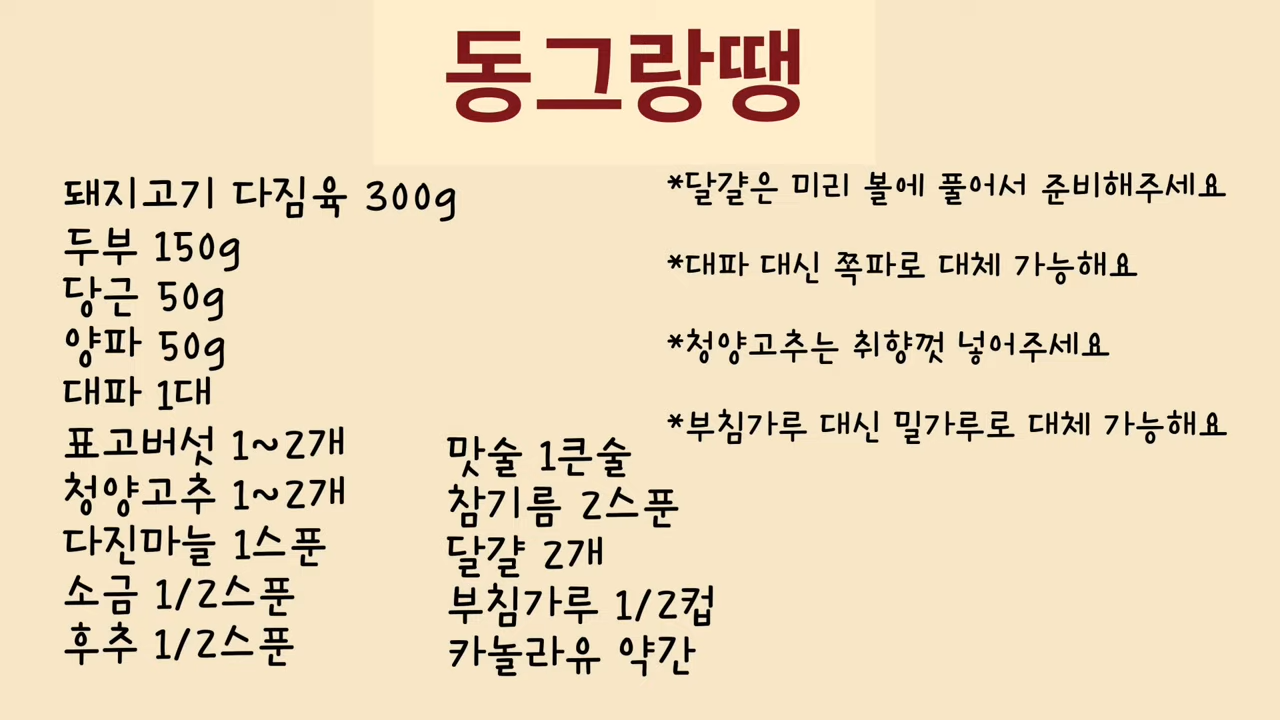 동그랑땡
돼지고기 다짐육 300g
두부 150g
당근 50g
양파 50g
대파 1대
표고버섯 1~2개
청양고추 1~2개
다진마늘 1스푼
소금 1/2스푼
후추 1/2스푼
맛술 1큰술
참기름 2스푼
달걀 2개
부침가루 1/2컵
카놀라유 약간
*달걀은 미리 볼에 풀어서 준비해주세요
*대파 대신 쪽파로 대체 가능해요
*청양고추는 취향껏 넣어주세요
*부침가루 대신 밀가루로 대체 가능해요